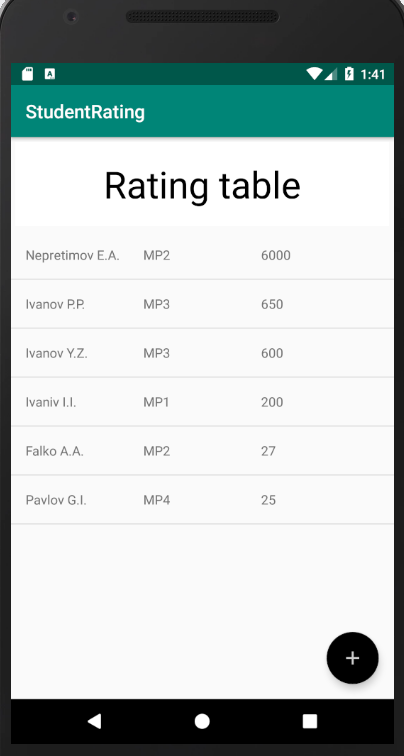 1:41
StudentRating
Rating table
Nepretimov E.A. MP2 6000
Ivanov P.P. MP3 650
Ivanov Y.Z. MP3 600
Ivaniv I.I. MP1 200
Falko A.A. MP2 27
Pavlov G.I. MP4 25
+